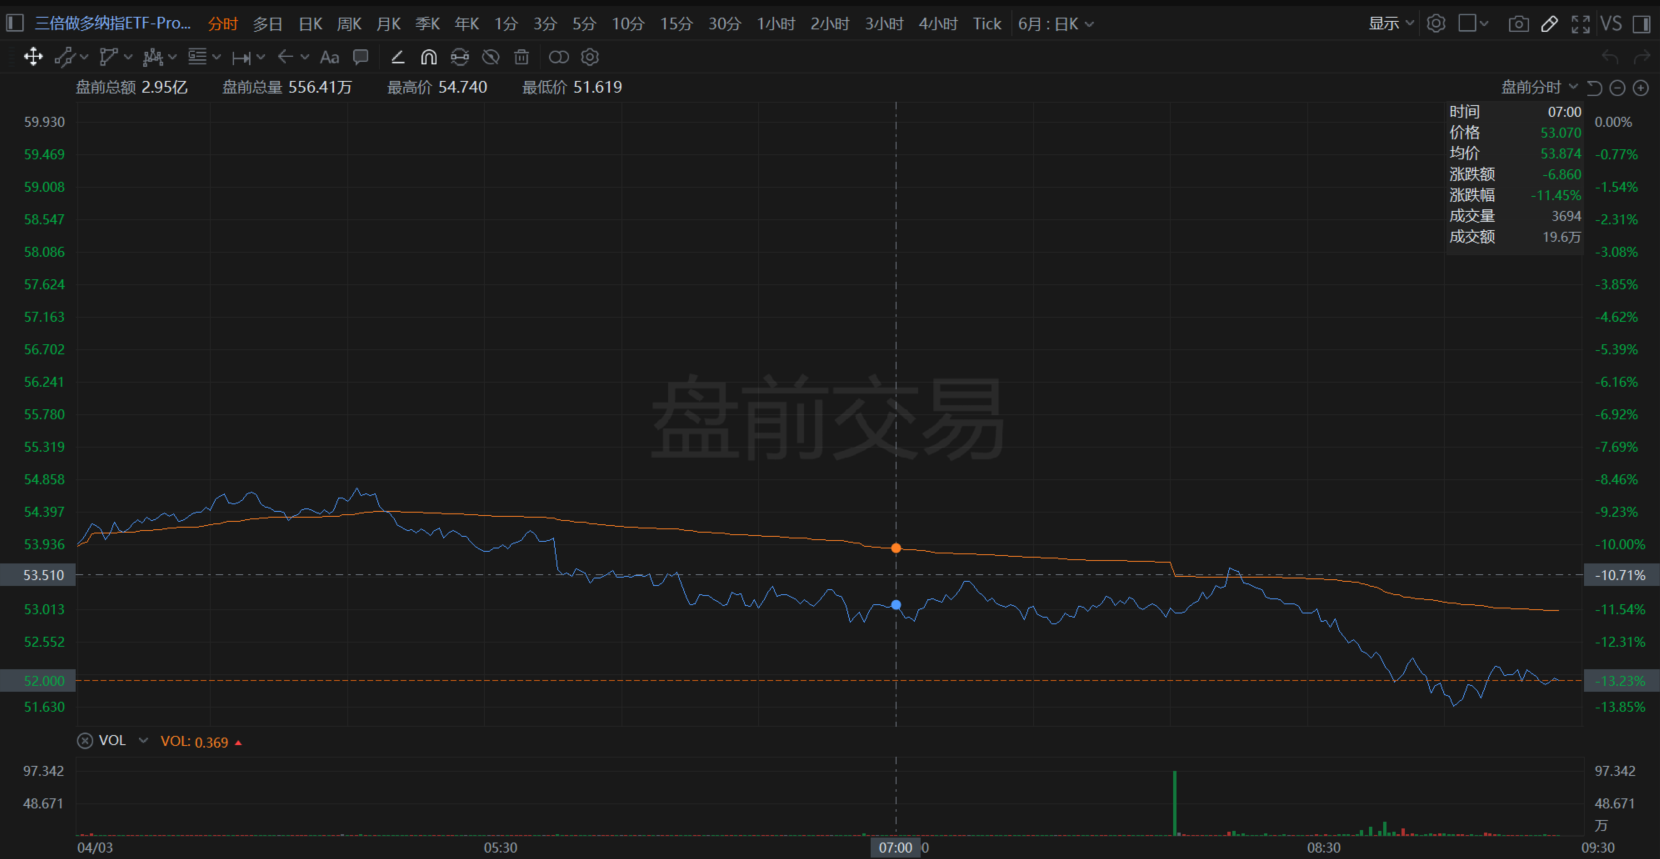 三倍做多纳指ETF-Pro... 分时 多日 日K 周K 月K 季K 年K 1分 3分 5分 10分 15分 30分 1小时 2小时 3小时 4小时 Tick 6月 : 日K 显示 VS
Aa
盘前总额 2.95亿 盘前总量 556.41万 最高价 54.740 最低价 51.619 盘前分时
时间 07:00
价格 53.070
均价 53.874
涨跌额 -6.860
涨跌幅 -11.45%
成交量 3694
成交额 19.6万
59.930 0.00%
59.469 -0.77%
59.008 -1.54%
58.547 -2.31%
58.086 -3.08%
57.624 -3.85%
57.163 -4.62%
56.702 -5.39%
56.241 -6.16%
55.780 -6.92%
55.319 -7.69%
54.858 -8.46%
54.397 -9.23%
53.936 -10.00%
53.510 -10.71%
53.013 -11.54%
52.552 -12.31%
52.000 -13.23%
51.630 -13.85%
盘前交易
VOL VOL: 0.369
97.342 97.342
48.671 48.671
万
04/03 05:30 07:00 08:30 09:30